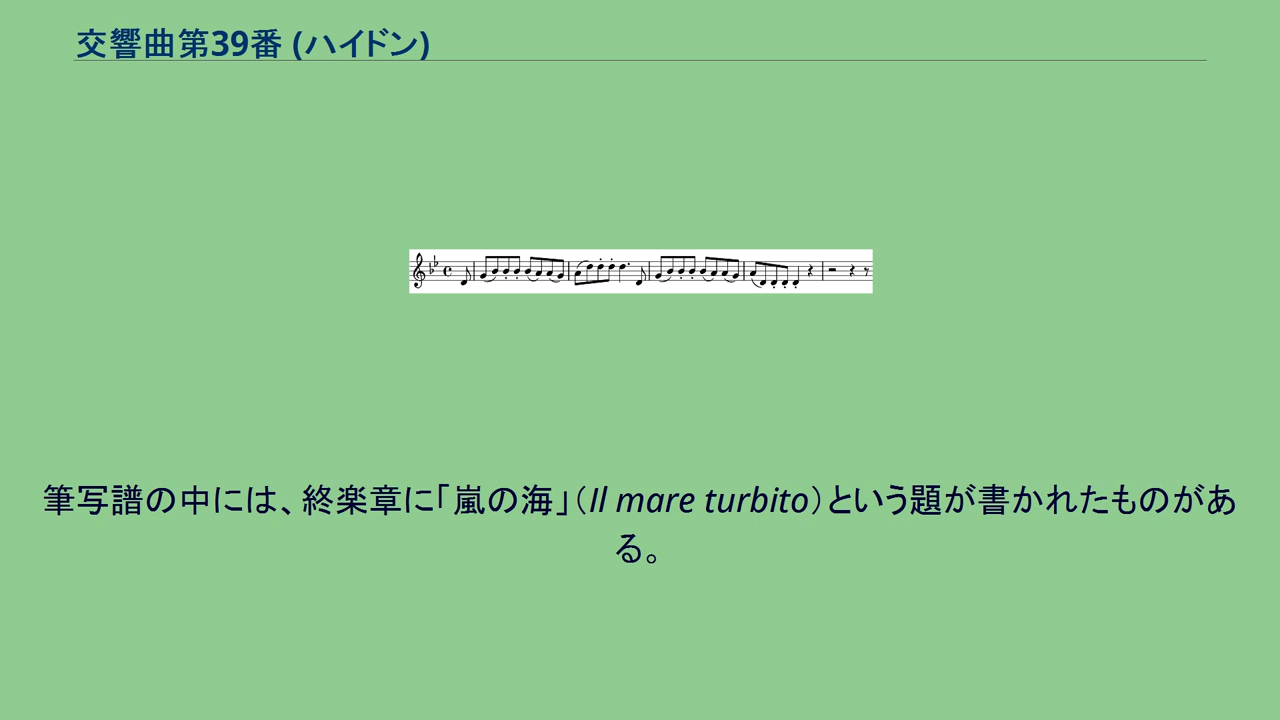 交響曲第39番 (ハイドン)
筆写譜の中には、終楽章に「嵐の海」（Il mare turbito）という題が書かれたものがあ
る。